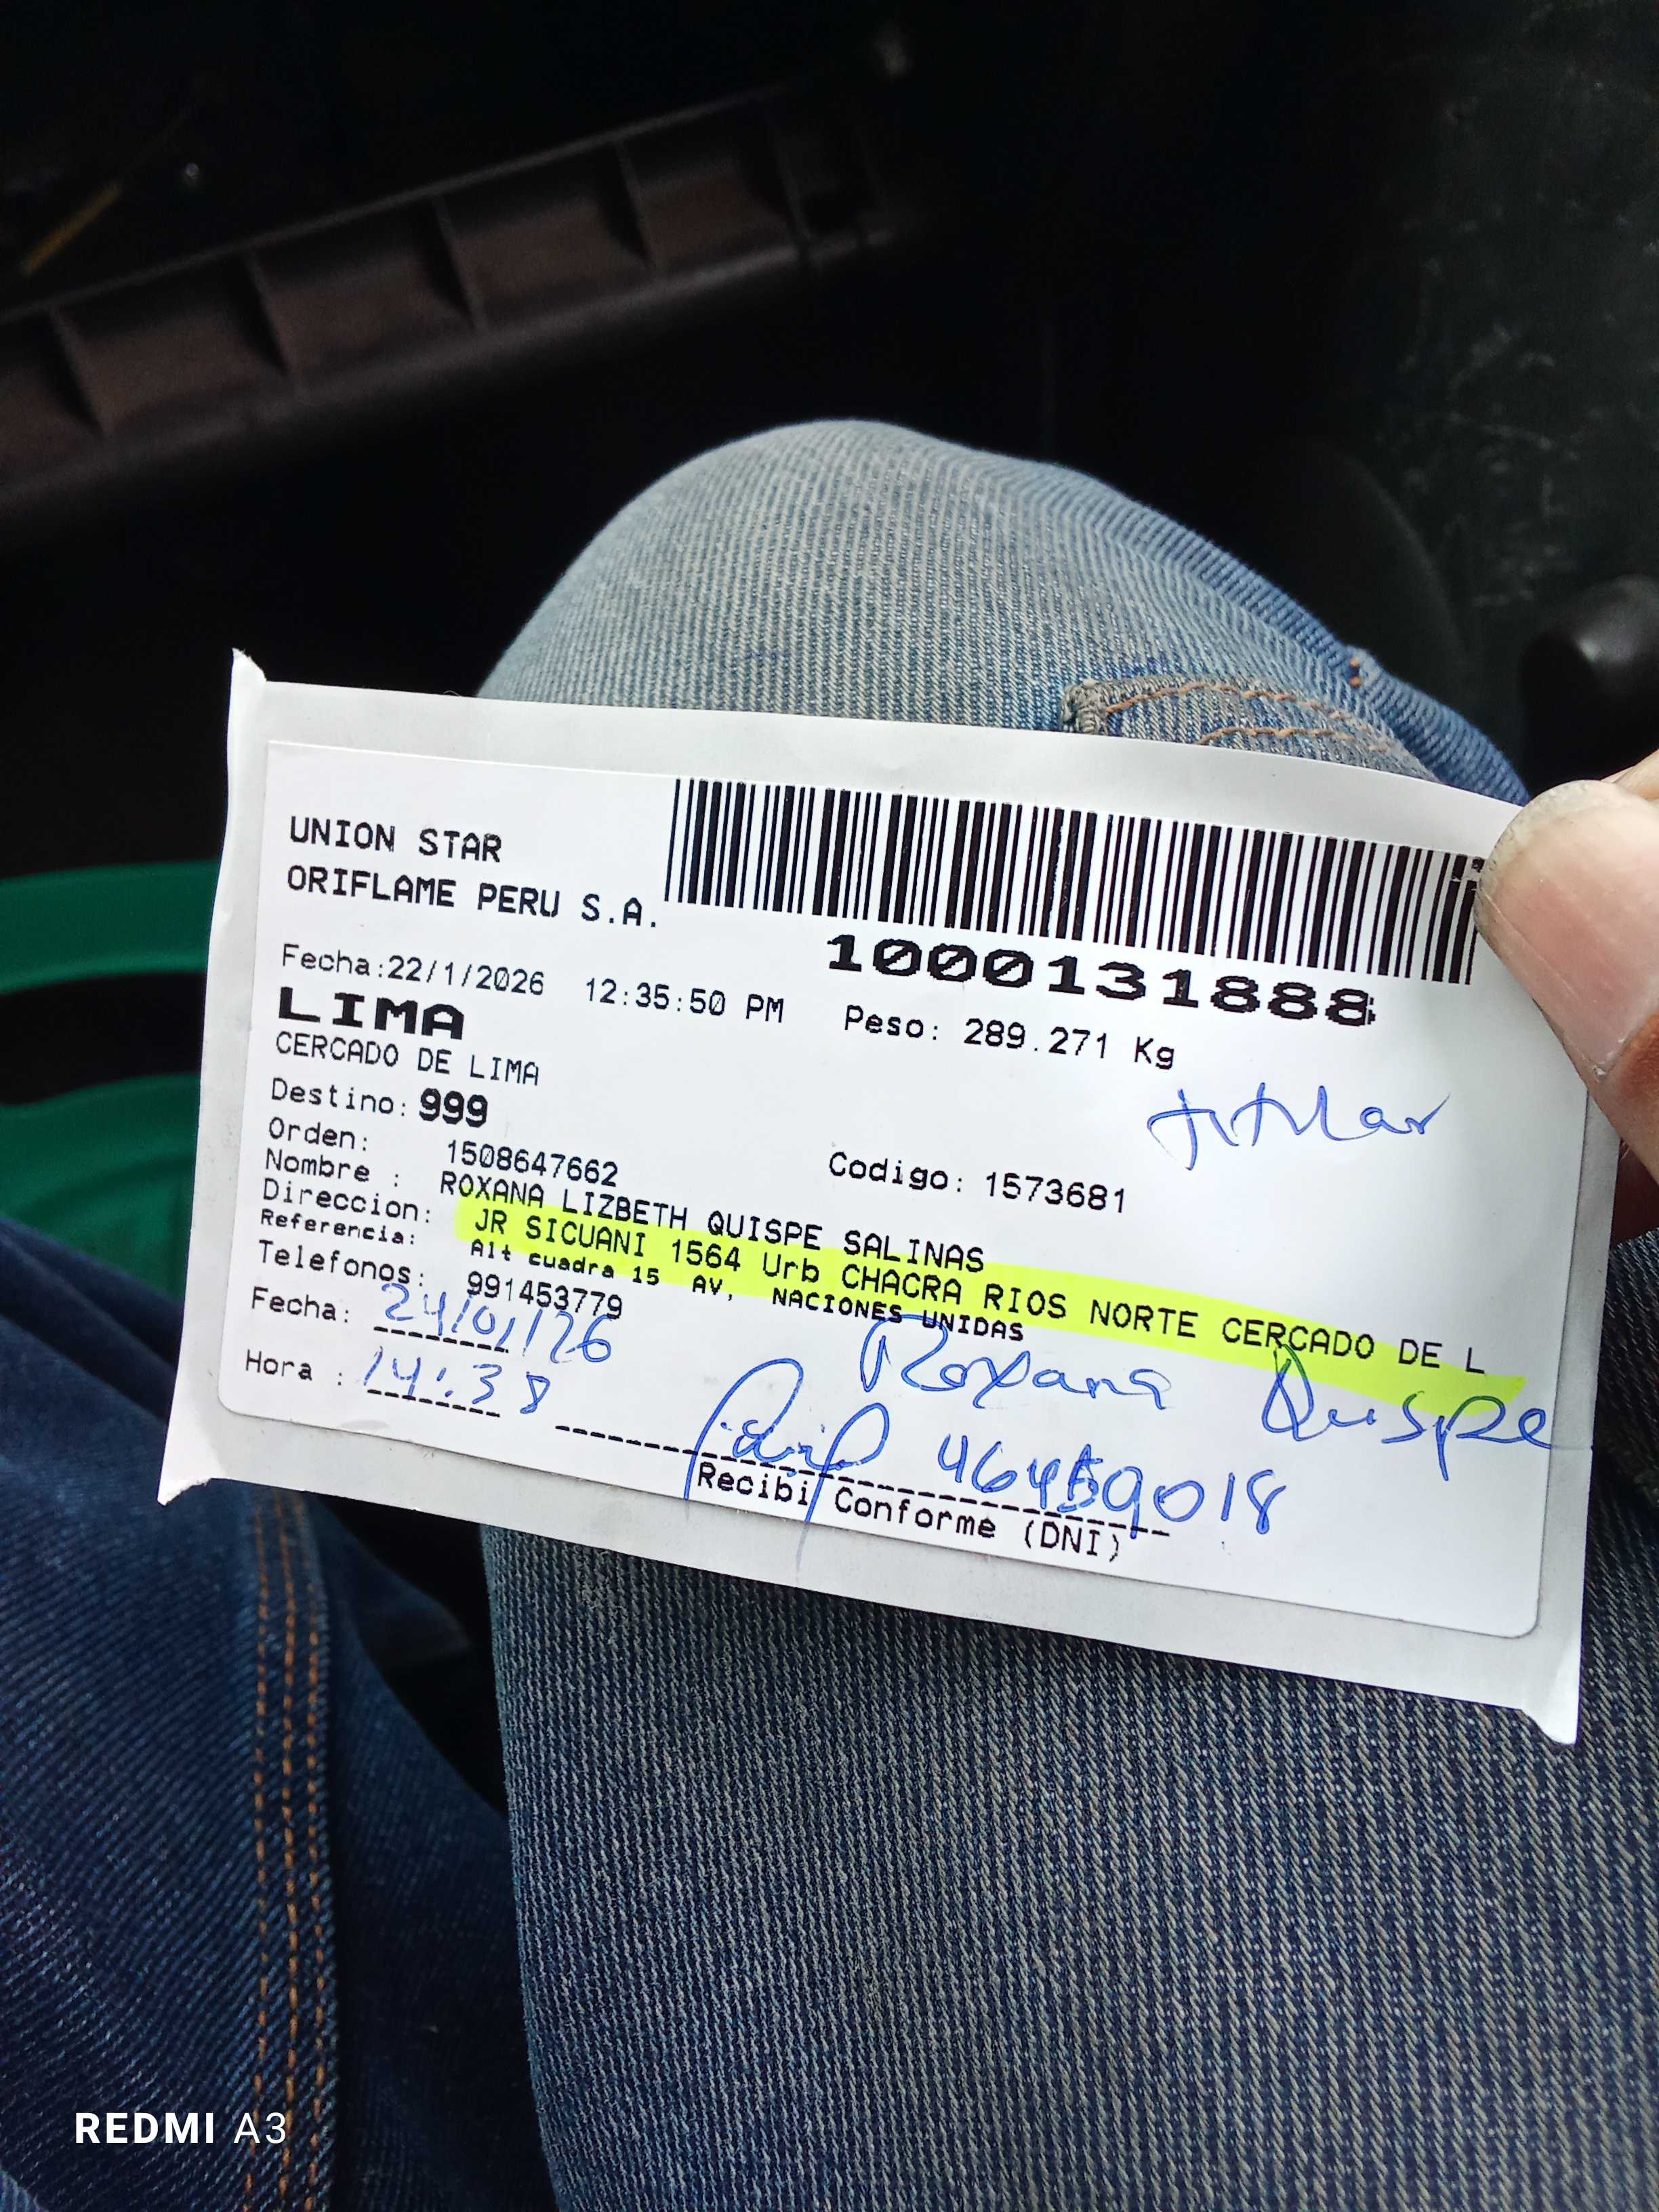 UNION STAR
ORIFLAME PERU S.A.
1000131888
Fecha:22/1/2026 12:35:50 PM
Peso: 289.271 Kg
LIMA
CERCADO DE LIMA
titular
Destino: 999
Orden: 1508647662
Codigo: 1573681
Nombre : ROXANA LIZBETH QUISPE SALINAS
Direccion: JR SICUANI 1564 Urb CHACRA RIOS NORTE CERCADO DE L
Referencia: Alt cuadra 15 AV, NACIONES UNIDAS
Telefonos: 991453779
Fecha: 24/01/26
Roxana Quispe
Hora : 14:38
46459018
Recibi Conforme (DNI)
REDMI A3